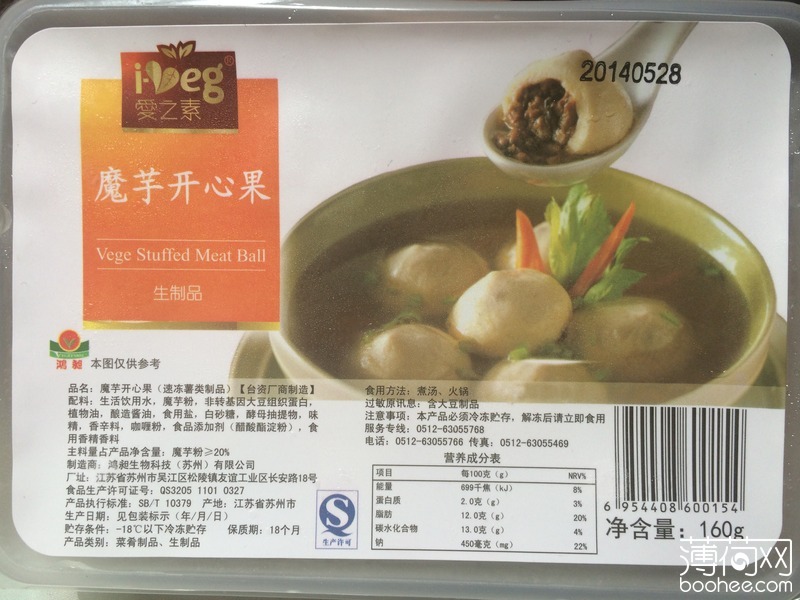 i-Veg®
愛之素
20140528
魔芋开心果
Vege Stuffed Meat Ball
生制品
鸿昶
本图仅供参考
品名：魔芋开心果（速冻薯类制品）【台资厂商制造】
配料：生活饮用水，魔芋粉，非转基因大豆组织蛋白，
植物油，酿造酱油，食用盐，白砂糖，酵母抽提物，味
精，香辛料，咖喱粉，食品添加剂（醋酸酯淀粉），食
用香精香料
主料量占产品净含量：魔芋粉≥20%
制造商：鸿昶生物科技（苏州）有限公司
厂址：江苏省苏州市吴江区松陵镇友谊工业区长安路18号
食品生产许可证号：QS3205 1101 0327
产品执行标准：SB/T 10379 产地：江苏省苏州市
生产日期：见包装标示（年/月/日）
贮存条件：-18℃以下冷冻贮存 保质期：18个月
产品类别：菜肴制品、生制品
QS
生产许可
食用方法：煮汤、火锅
过敏原讯息：含大豆制品
注意事项：本产品必须冷冻贮存，解冻后请立即食用
服务专线：0512-63055768
电话：0512-63055766 传真：0512-63055469
营养成分表
项目 每100克（g） NRV%
能量 699千焦（kJ） 8%
蛋白质 2.0克（g） 3%
脂肪 12.0克（g） 20%
碳水化合物 13.0克（g） 4%
钠 450毫克（mg） 22%
6 954408 600154
净含量：160g
薄荷网
boohee.com